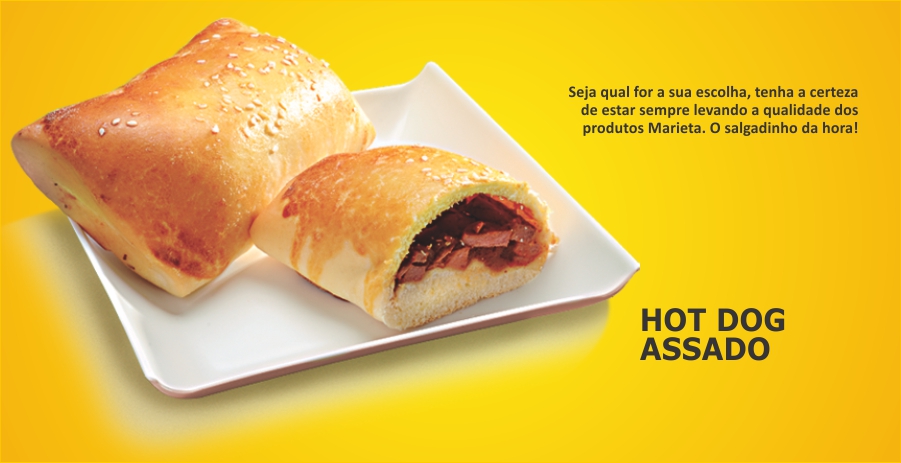 Seja qual for a sua escolha, tenha a certeza
de estar sempre levando a qualidade dos
produtos Marieta. O salgadinho da hora!
HOT DOG
ASSADO